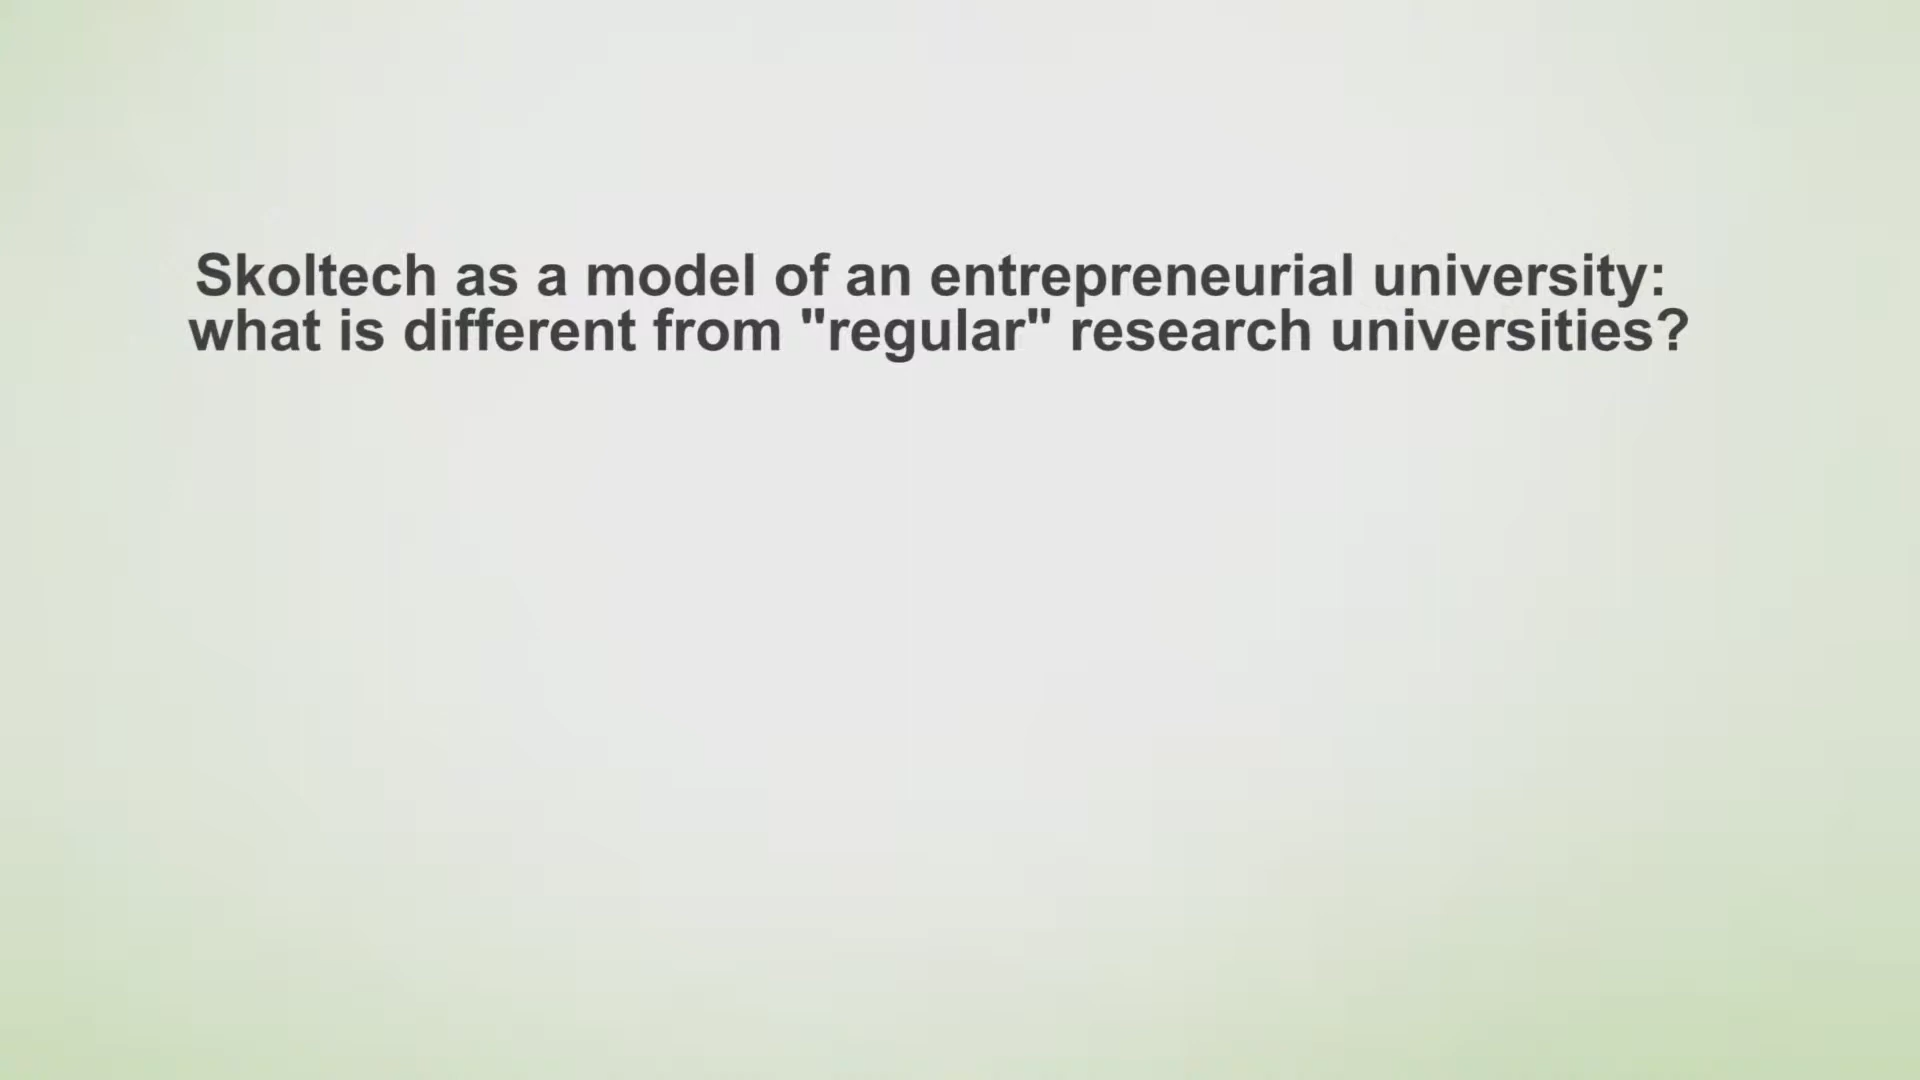 Skoltech as a model of an entrepreneurial university:
what is different from "regular" research universities?